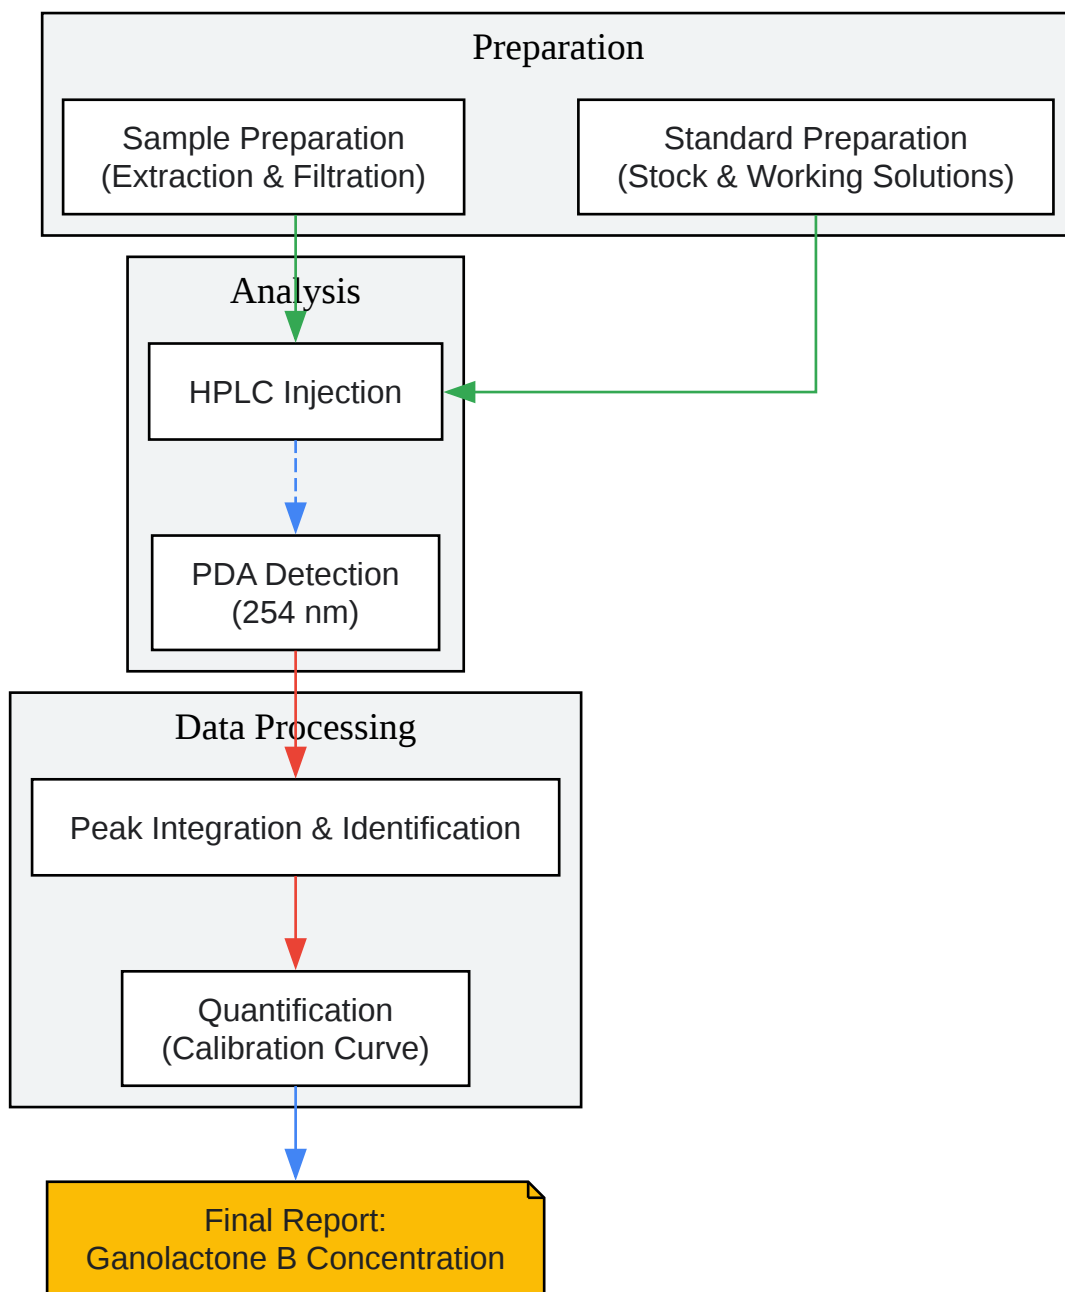 Preparation
Sample Preparation
(Extraction & Filtration)
Standard Preparation
(Stock & Working Solutions)
Analysis
HPLC Injection
PDA Detection
(254 nm)
Data Processing
Peak Integration & Identification
Quantification
(Calibration Curve)
Final Report:
Ganolactone B Concentration